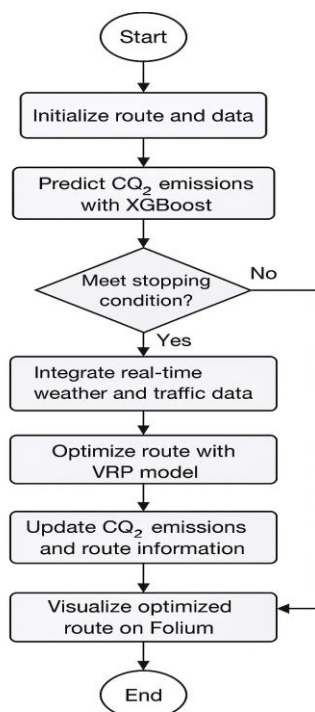 Start
Initialize route and data
Predict CQ₂ emissions
with XGBoost
Meet stopping
condition?
No
Yes
Integrate real-time
weather and traffic data
Optimize route with
VRP model
Update CQ₂ emissions
and route information
Visualize optimized
route on Folium
End